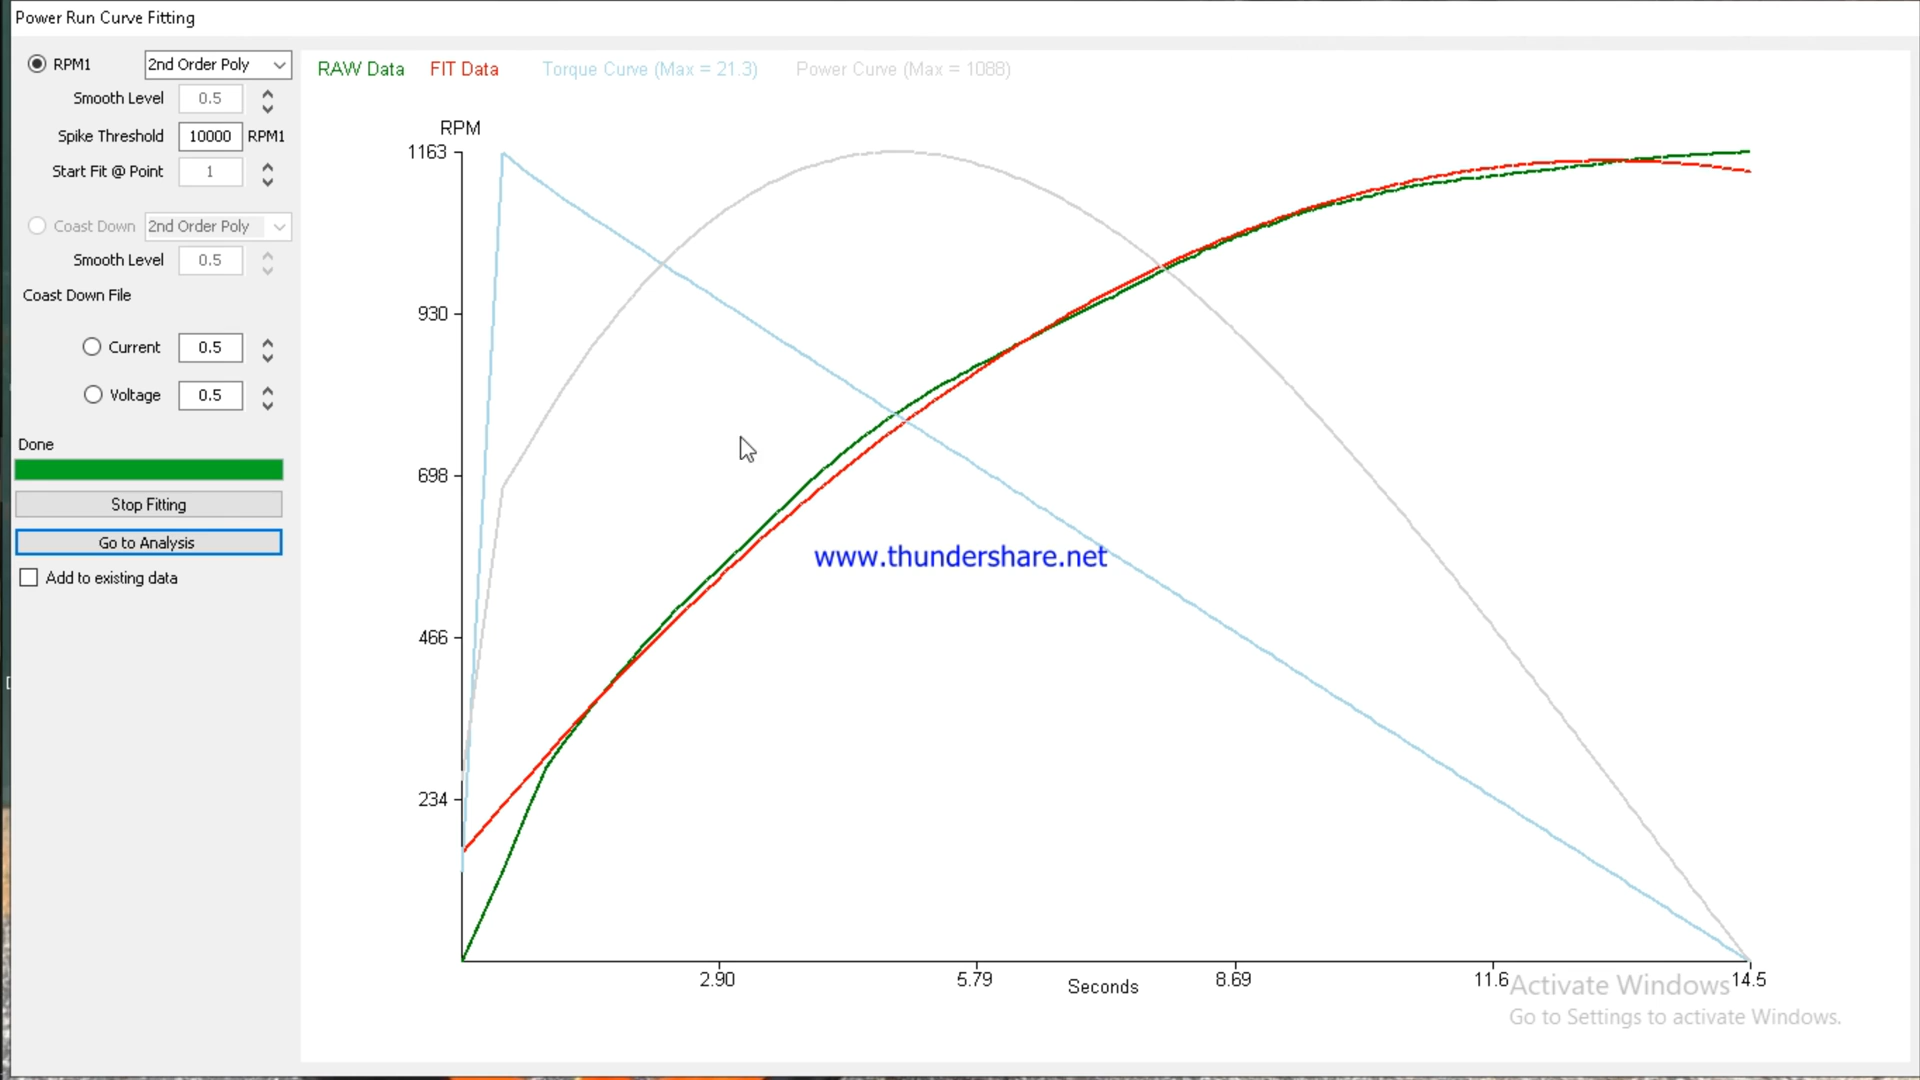 Power Run Curve Fitting
RPM1 2nd Order Poly
Smooth Level 0.5
Spike Threshold 10000 RPM1
Start Fit @ Point 1
Coast Down 2nd Order Poly
Smooth Level 0.5
Coast Down File
Current 0.5
Voltage 0.5
Done
Stop Fitting
Go to Analysis
Add to existing data
RAW Data FIT Data Torque Curve (Max = 21.3) Power Curve (Max = 1088)
RPM
1163
930
698
466
234
www.thundershare.net
2.90 5.79 8.69 11.6 14.5
Seconds
Activate Windows
Go to Settings to activate Windows.